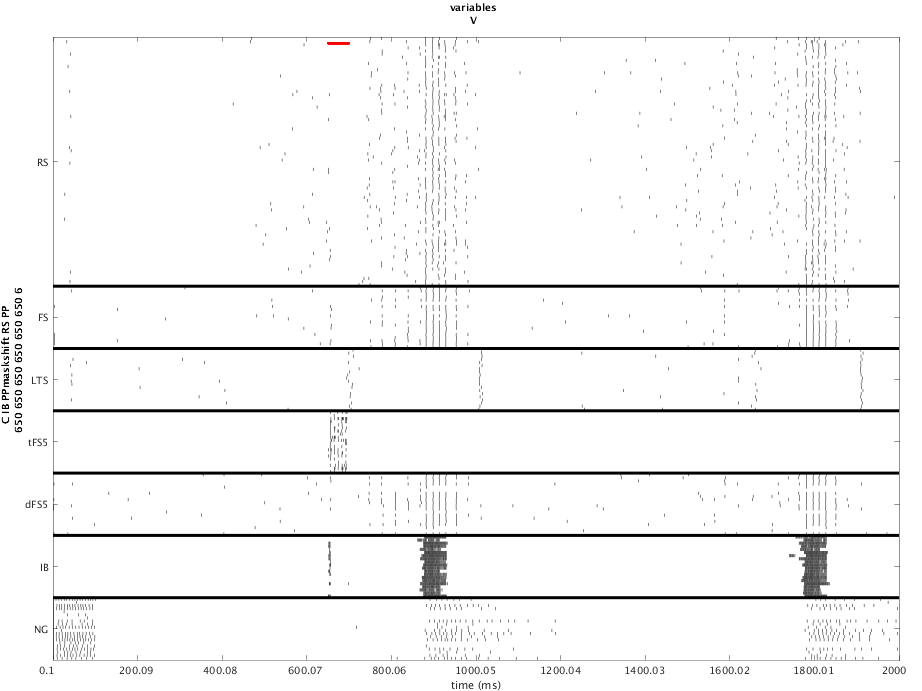 variables
V
C IB PPmaskshift RS PP
650 650 650 650 650 650 650 6
RS
FS
LTS
tFS5
dFS5
IB
NG
0.1 200.09 400.08 600.07 800.06 1000.05 1200.04 1400.03 1600.02 1800.01 2000
time (ms)